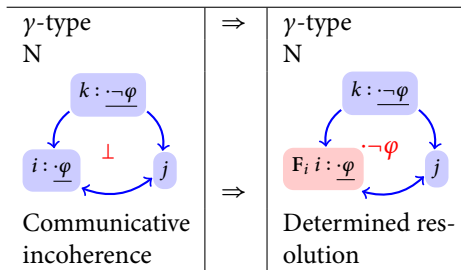 γ-type ⇒ γ-type
N N
k : ·¬φ k : ·¬φ
i : ·φ ⊥ j F_i i : ·φ ·¬φ j
⇒
Communicative Determined res-
incoherence olution